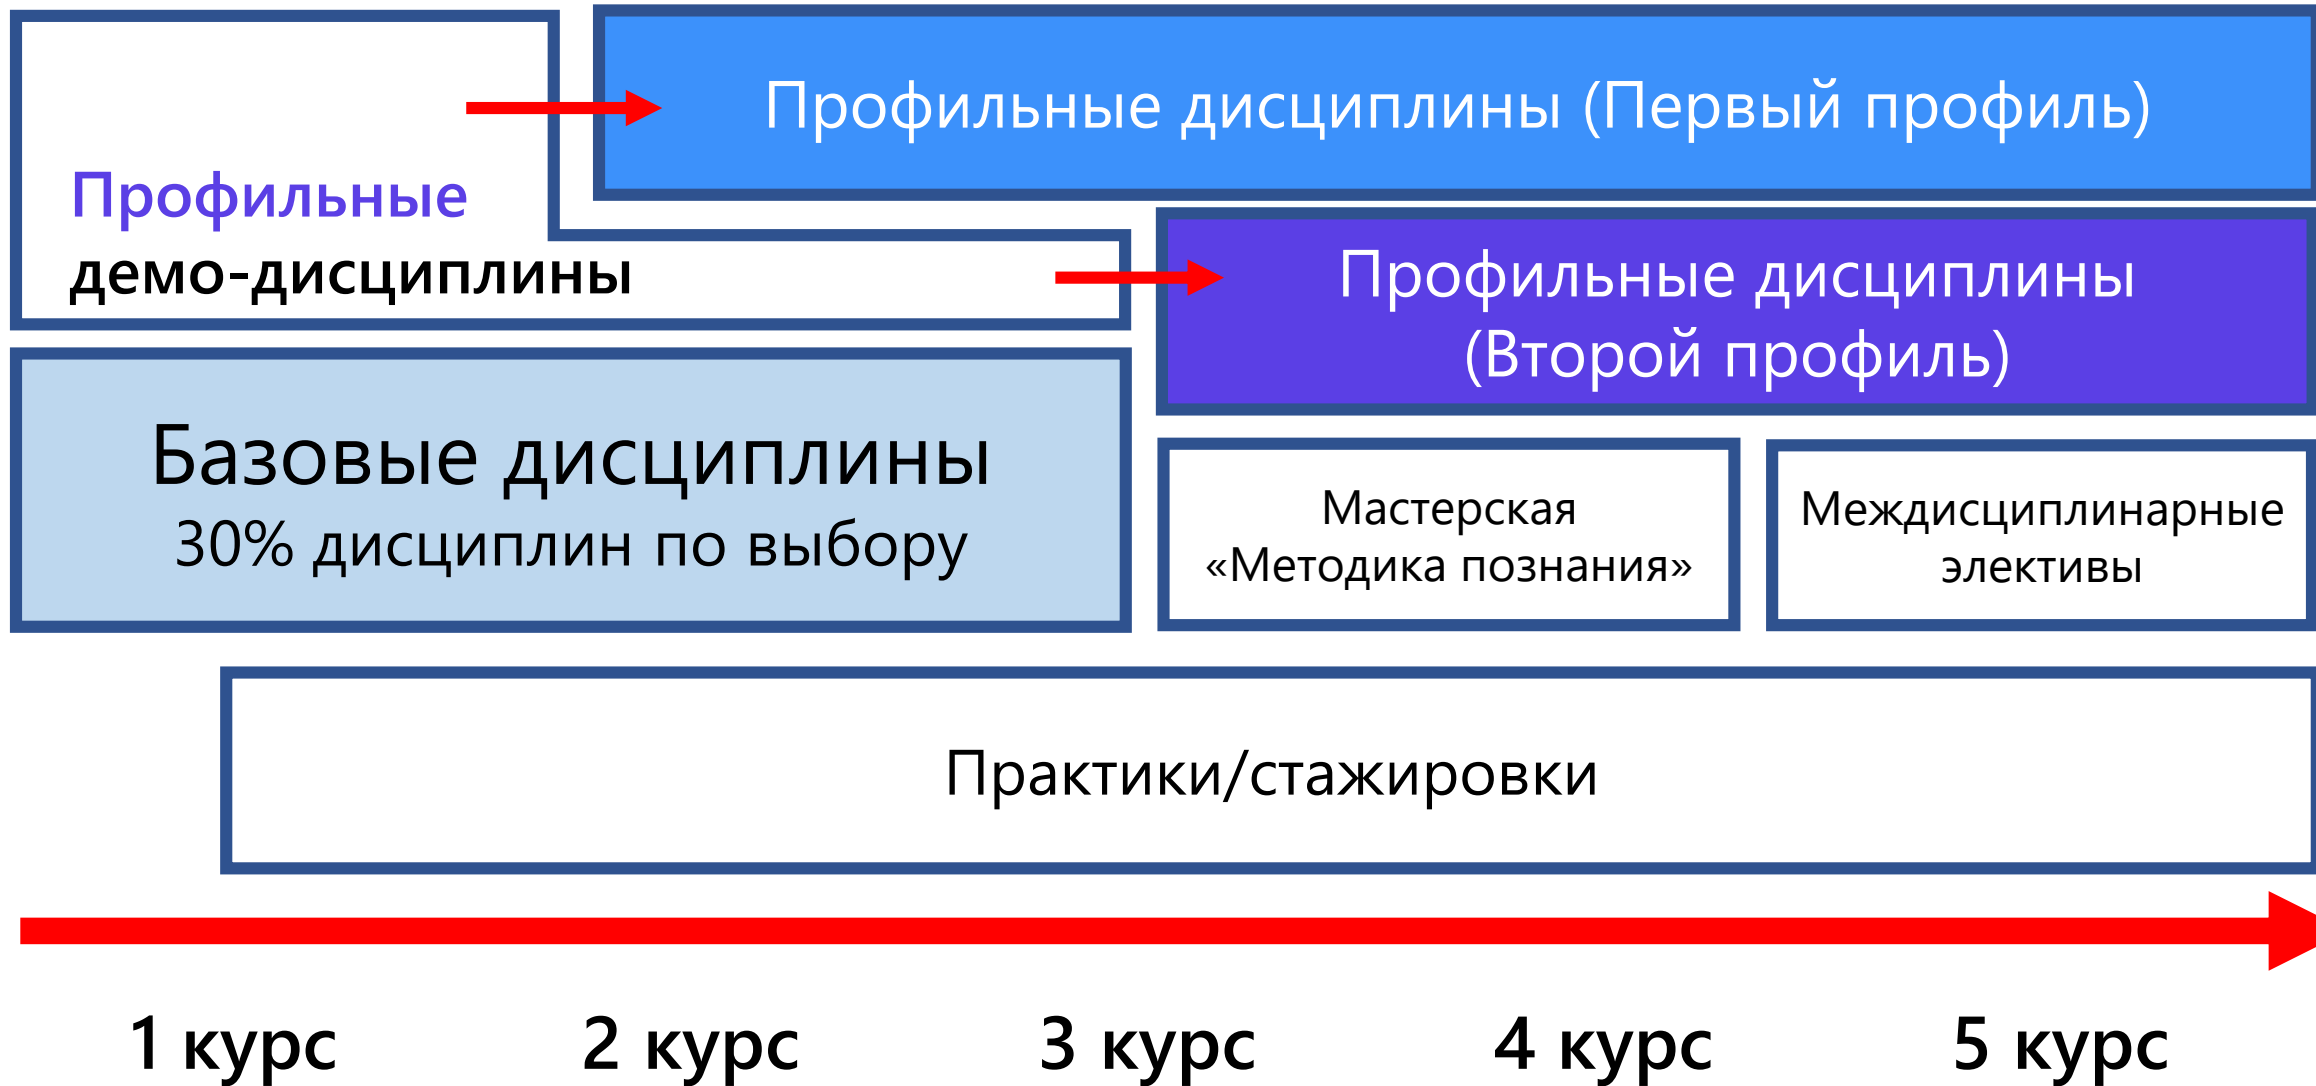 Профильные дисциплины (Первый профиль)
Профильные
демо-дисциплины
Профильные дисциплины
(Второй профиль)
Базовые дисциплины
30% дисциплин по выбору
Мастерская
«Методика познания»
Междисциплинарные
элективы
Практики/стажировки
1 курс
2 курс
3 курс
4 курс
5 курс